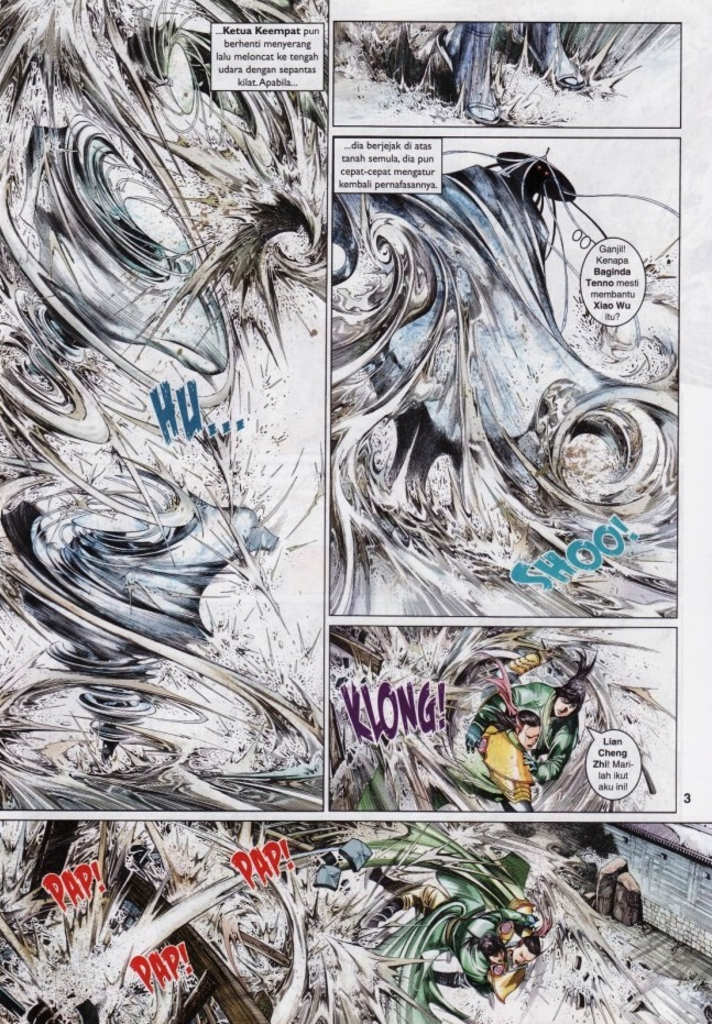 ...Ketua Keempat pun
berhenti menyerang
lalu meloncat ke tengah
udara dengan sepantas
kilat. Apabila...
HU...
...dia berjejak di atas
tanah semula, dia pun
cepat-cepat mengatur
kembali pernafasannya.
Ganjil!
Kenapa
Baginda
Tenno mesti
membantu
Xiao Wu
itu?
SHOO!
KLONG!
Lian
Cheng
Zhi! Mari-
lah ikut
aku ini!
3
PAP!
PAP!
PAP!